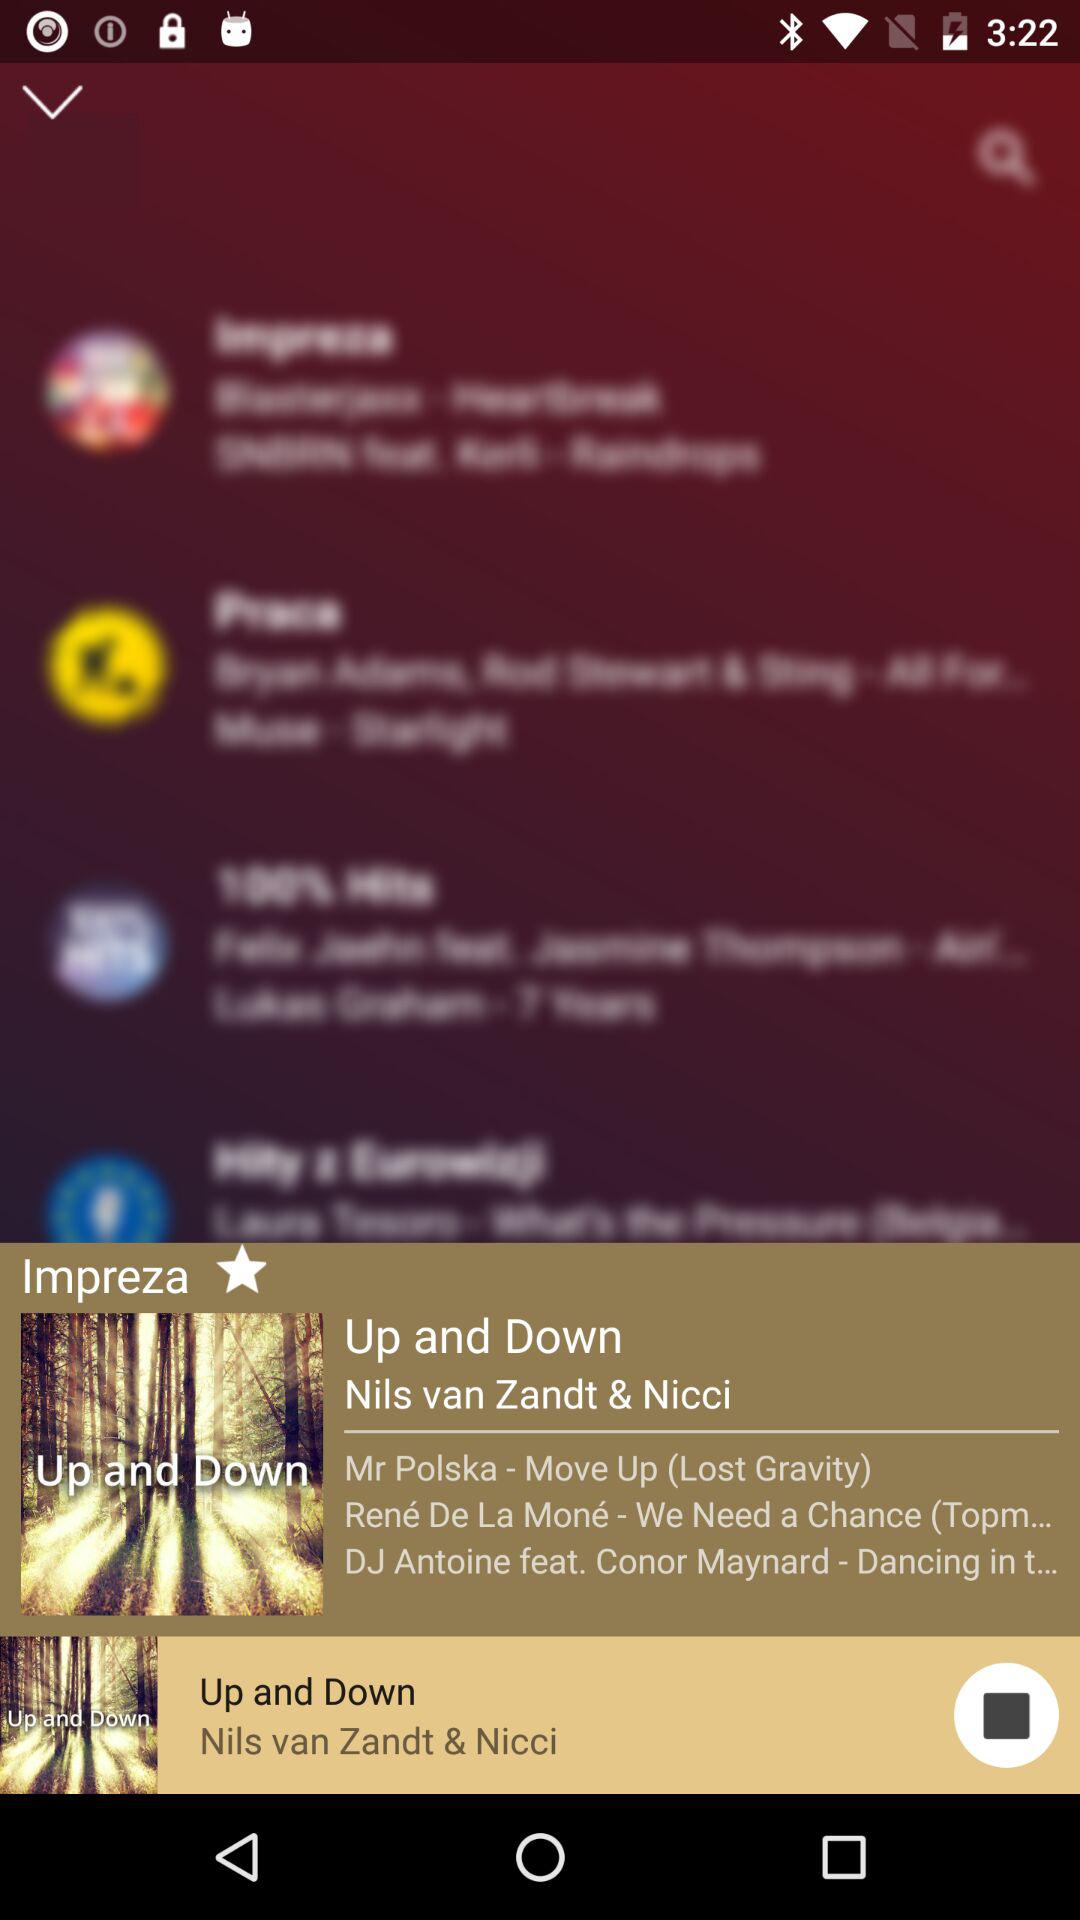 3:22
Impreza
Blasterjaxx - Heartbreak
SNBRN feat. Kerli - Raindrops
Praca
Bryan Adams, Rod Stewart & Sting - All For...
Muse - Starlight
100% Hits
HITS
Felix Jaehn feat. Jasmine Thompson - Ain'...
Lukas Graham - 7 Years
Hity z Eurowizji
Laura Tesoro - What's the Pressure (Belgia...
Impreza
Up and Down
Up and Down
Nils van Zandt & Nicci
Mr Polska - Move Up (Lost Gravity)
René De La Moné - We Need a Chance (Topm...
DJ Antoine feat. Conor Maynard - Dancing in t...
Up and Down
Up and Down
Nils van Zandt & Nicci